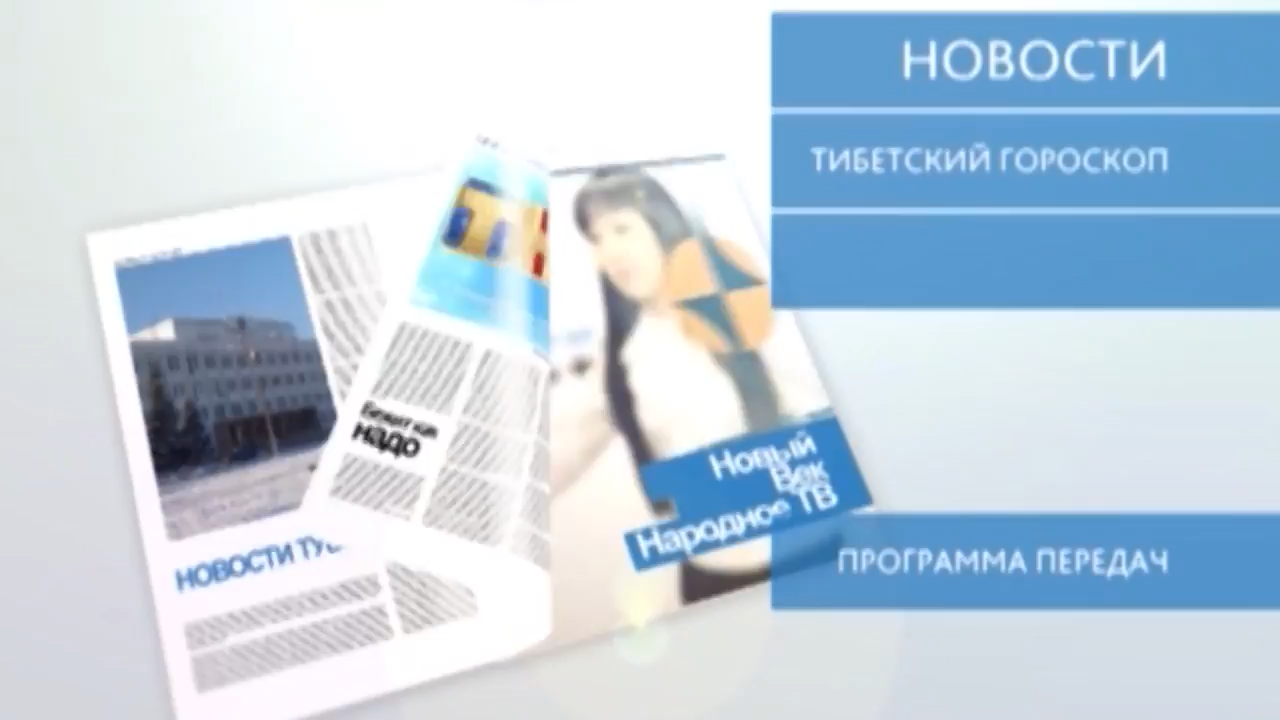 НОВОСТИ
ТИБЕТСКИЙ ГОРОСКОП
ПРОГРАММА ПЕРЕДАЧ
надо
НОВОСТИ
Новый
Век
Народное ТВ